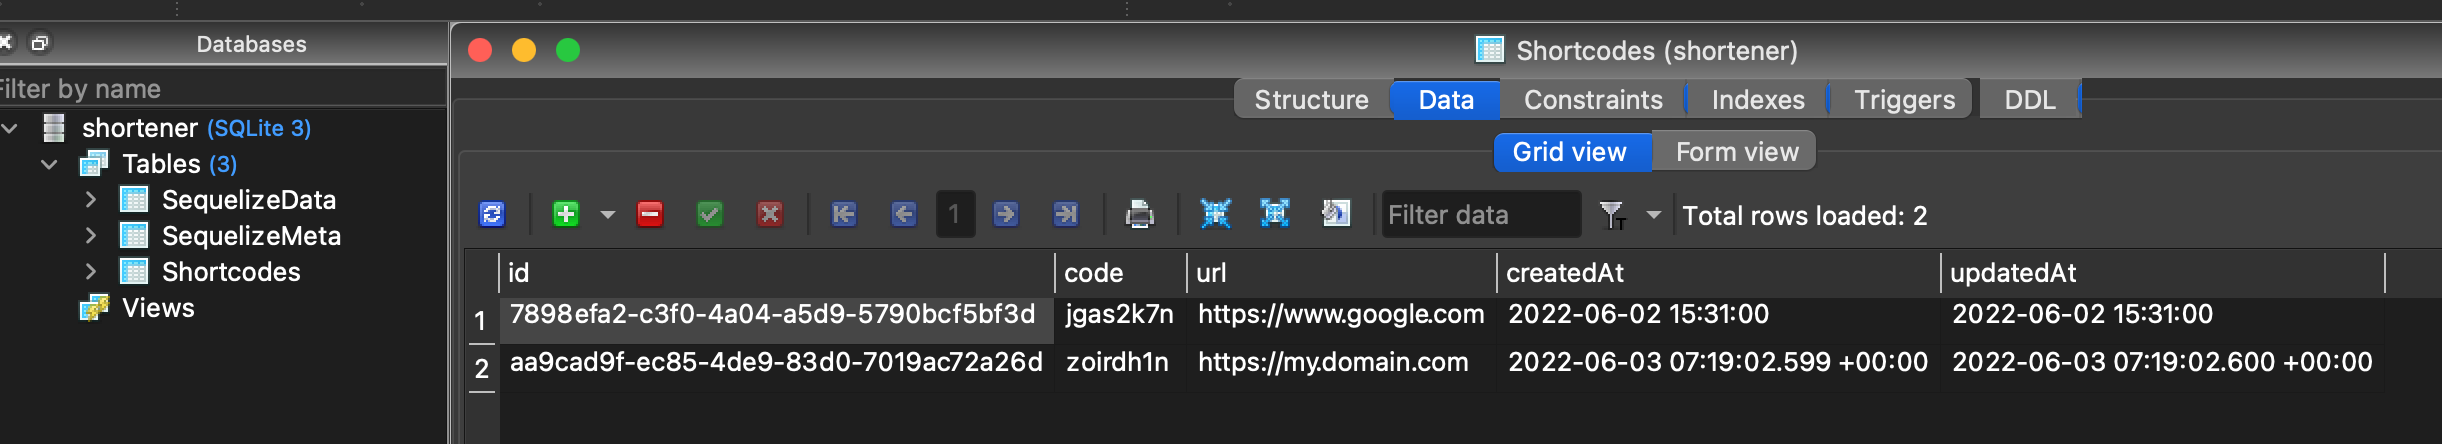 Databases
Filter by name
shortener (SQLite 3)
Tables (3)
SequelizeData
SequelizeMeta
Shortcodes
Views
Shortcodes (shortener)
Structure Data Constraints Indexes Triggers DDL
Grid view Form view
1 Filter data Total rows loaded: 2
id code url createdAt updatedAt
1 7898efa2-c3f0-4a04-a5d9-5790bcf5bf3d jgas2k7n https://www.google.com 2022-06-02 15:31:00 2022-06-02 15:31:00
2 aa9cad9f-ec85-4de9-83d0-7019ac72a26d zoirdh1n https://my.domain.com 2022-06-03 07:19:02.599 +00:00 2022-06-03 07:19:02.600 +00:00